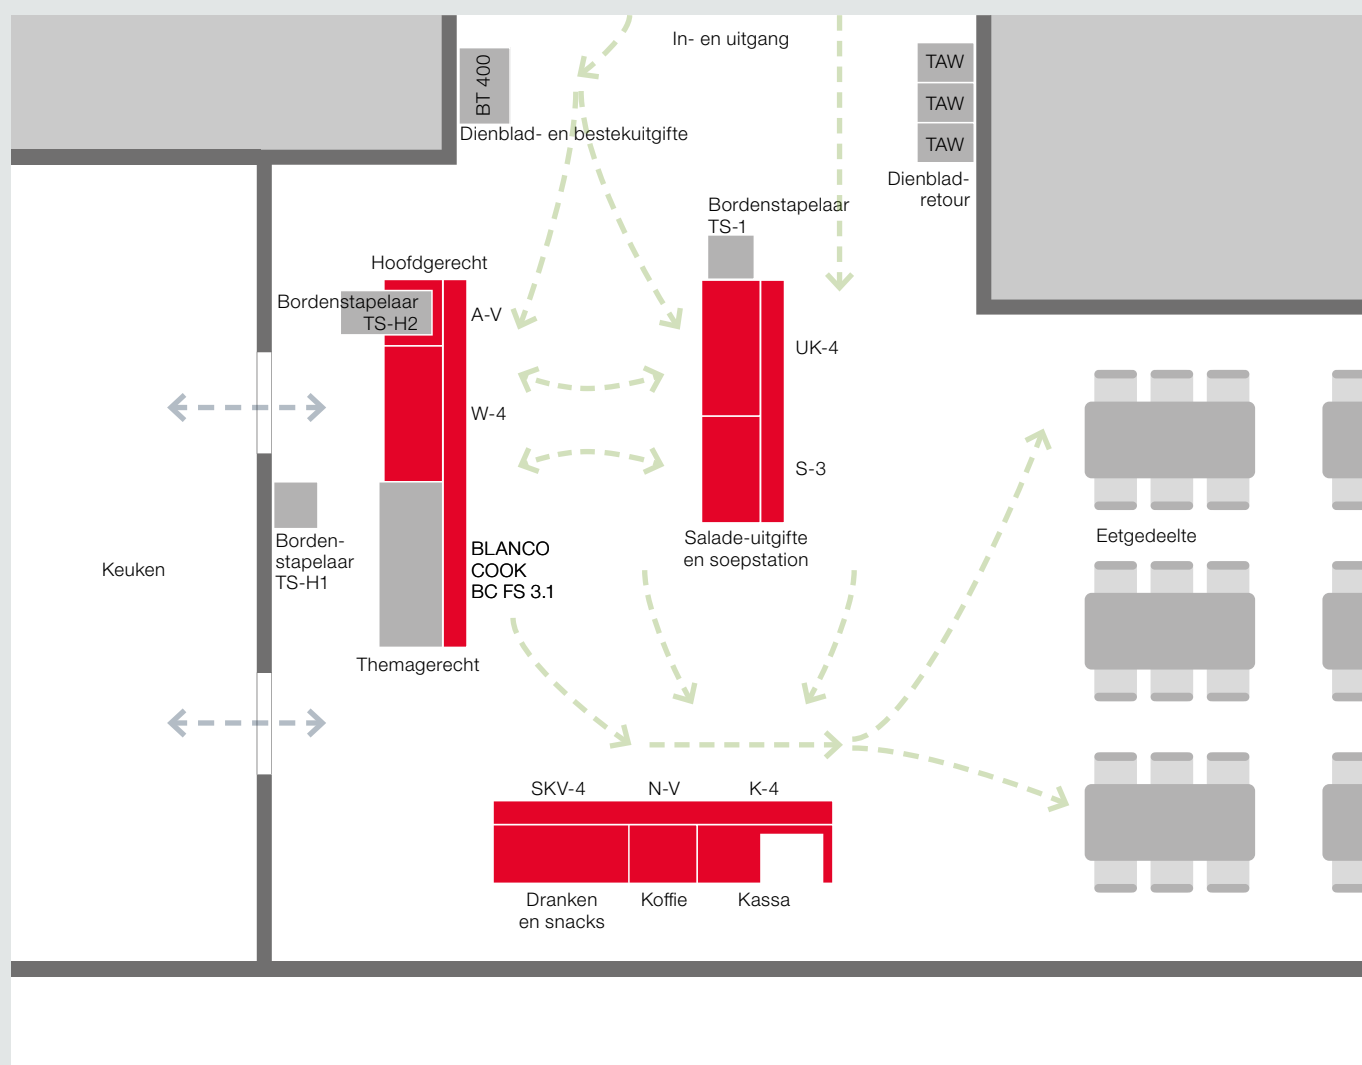 In- en uitgang
BT 400
Dienblad- en bestekuitgifte
TAW
TAW
TAW
Dienblad-
retour
Bordenstapelaar
TS-1
Hoofdgerecht
Bordenstapelaar
TS-H2
A-V
UK-4
W-4
S-3
Salade-uitgifte
en soepstation
Eetgedeelte
Borden-
stapelaar
TS-H1
Keuken
BLANCO
COOK
BC FS 3.1
Themagerecht
SKV-4
N-V
K-4
Dranken
en snacks
Koffie
Kassa